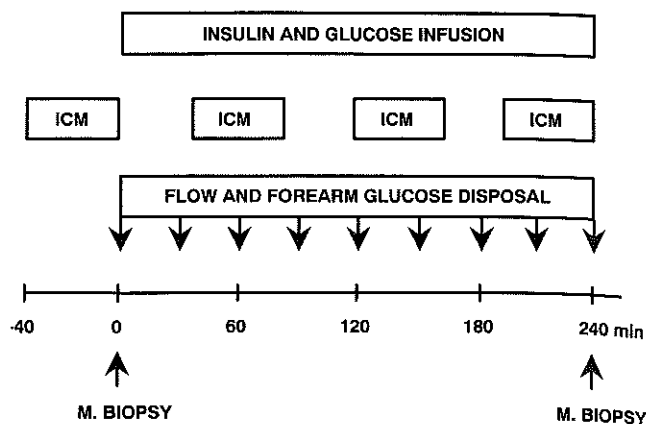 INSULIN AND GLUCOSE INFUSION
ICM ICM ICM ICM
FLOW AND FOREARM GLUCOSE DISPOSAL
-40 0 60 120 180 240 min
M. BIOPSY M. BIOPSY